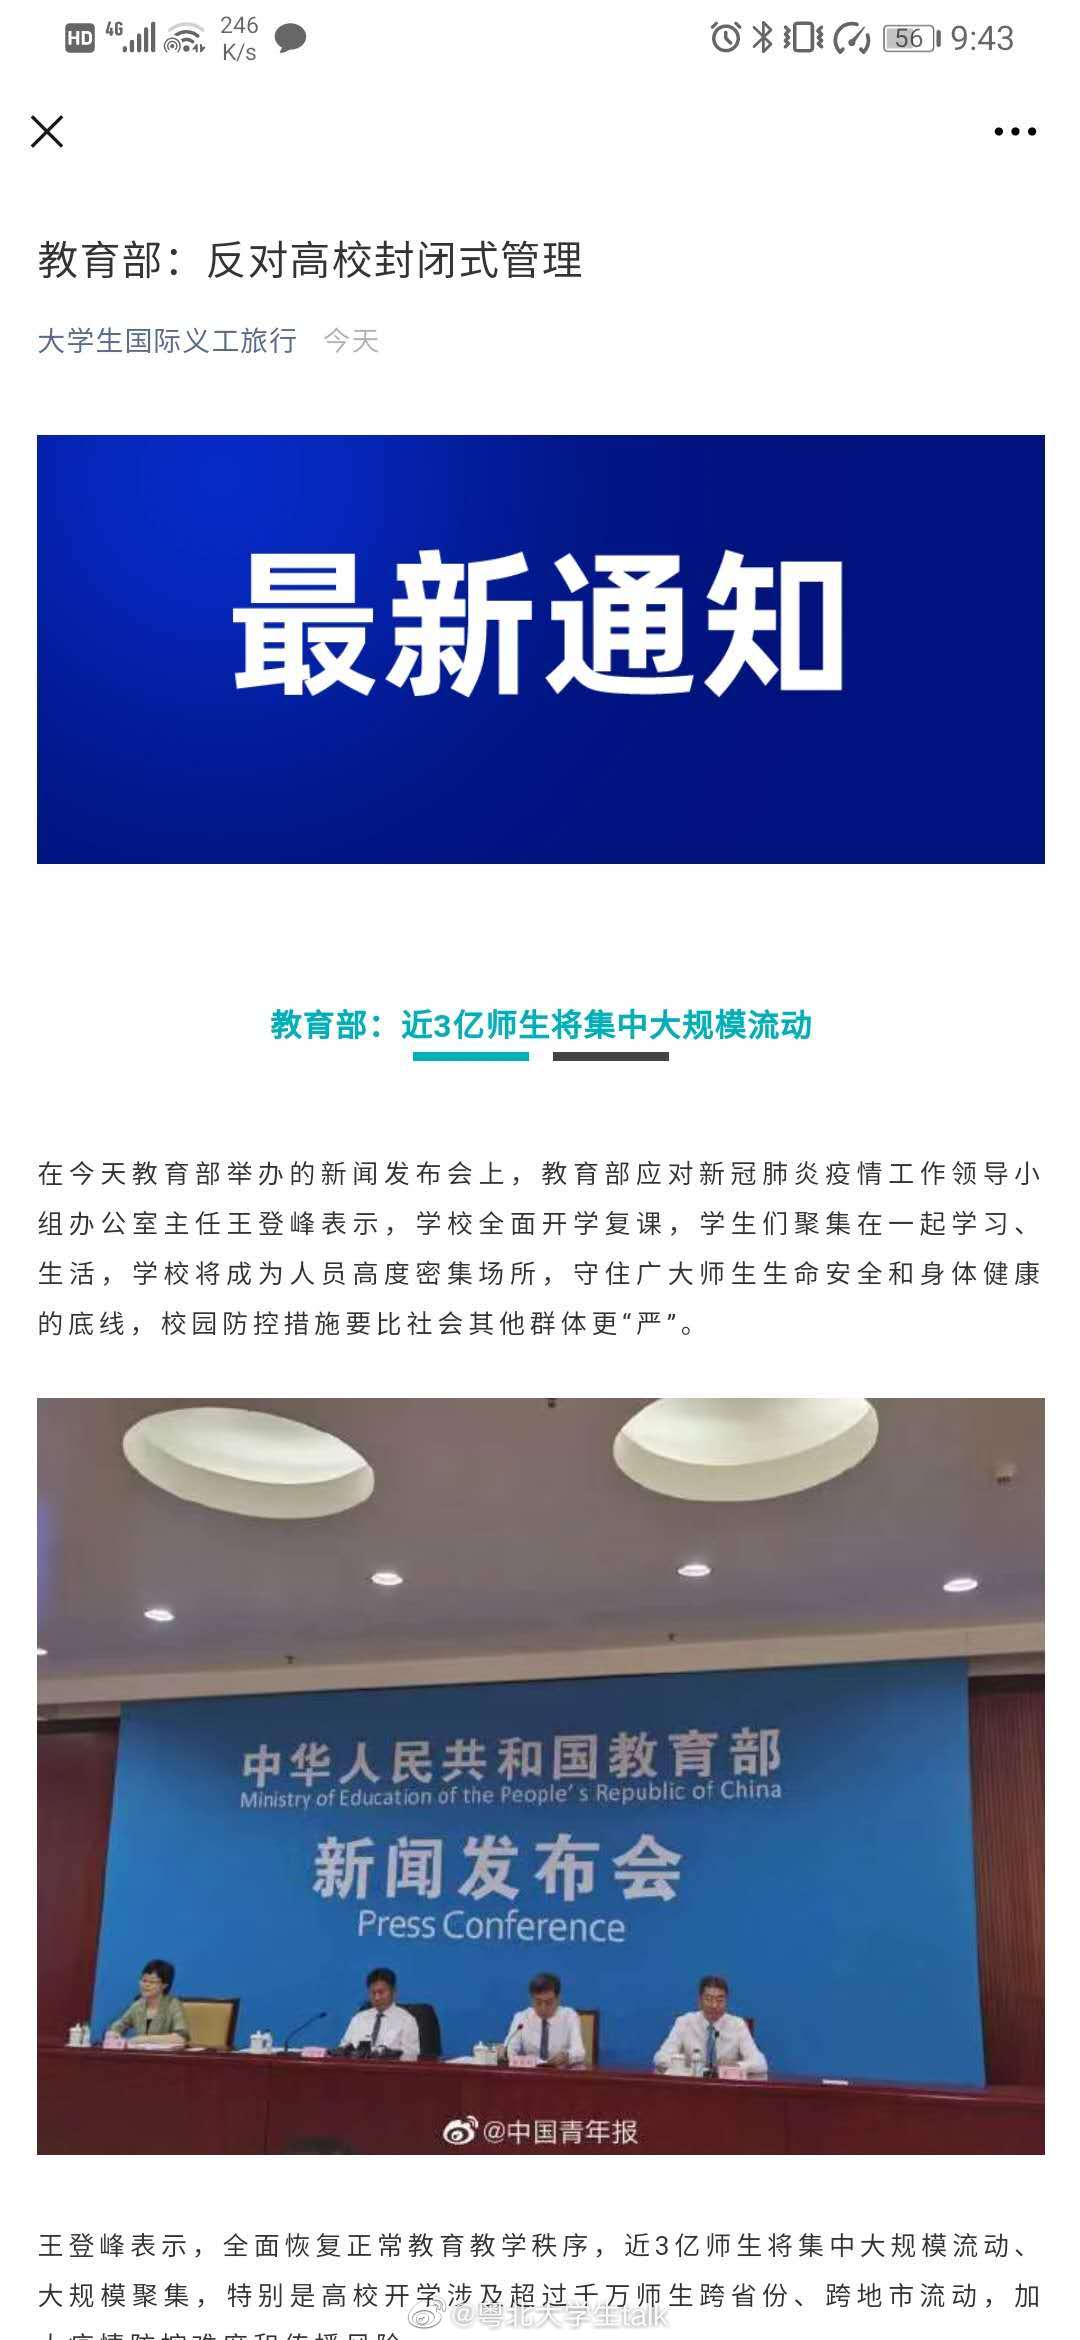 HD 4G 246 K/s 56 9:43
教育部：反对高校封闭式管理
大学生国际义工旅行 今天
最新通知
教育部：近3亿师生将集中大规模流动
在今天教育部举办的新闻发布会上，教育部应对新冠肺炎疫情工作领导小
组办公室主任王登峰表示，学校全面开学复课，学生们聚集在一起学习、
生活，学校将成为人员高度密集场所，守住广大师生生命安全和身体健康
的底线，校园防控措施要比社会其他群体更“严”。
中华人民共和国教育部
Ministry of Education of the People's Republic of China
新闻发布会
Press Conference
@中国青年报
王登峰表示，全面恢复正常教育教学秩序，近3亿师生将集中大规模流动、
大规模聚集，特别是高校开学涉及超过千万师生跨省份、跨地市流动，加
@粤北大学生talk